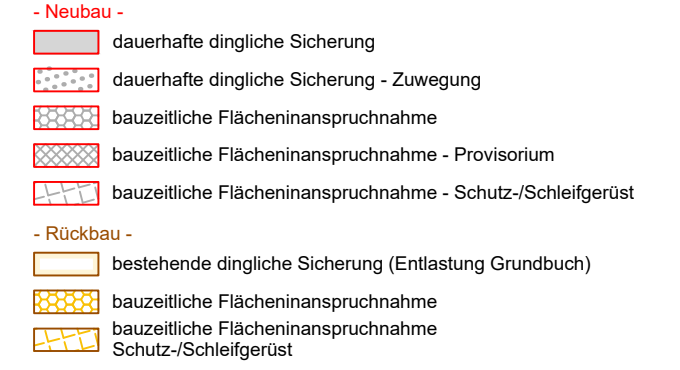 - Neubau -
dauerhafte dingliche Sicherung
dauerhafte dingliche Sicherung - Zuwegung
bauzeitliche Flächeninanspruchnahme
bauzeitliche Flächeninanspruchnahme - Provisorium
bauzeitliche Flächeninanspruchnahme - Schutz-/Schleifgerüst
- Rückbau -
bestehende dingliche Sicherung (Entlastung Grundbuch)
bauzeitliche Flächeninanspruchnahme
bauzeitliche Flächeninanspruchnahme
Schutz-/Schleifgerüst